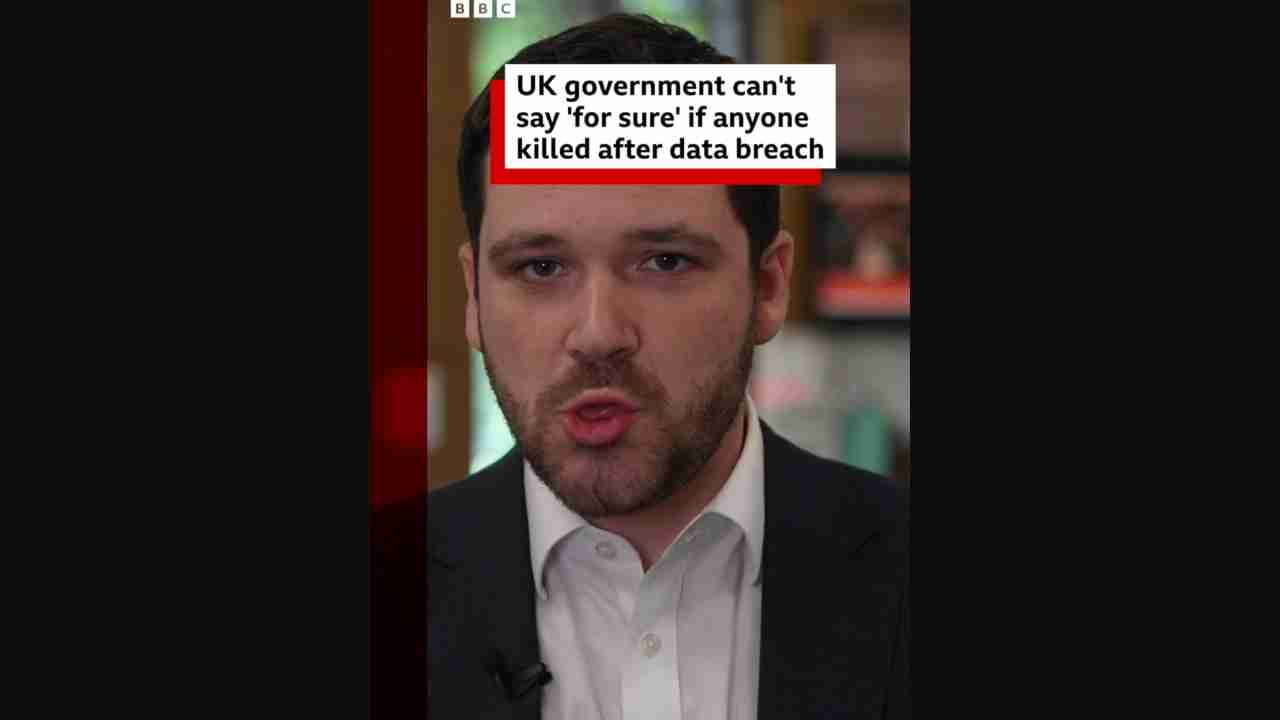 BBC
UK government can't
say 'for sure' if anyone
killed after data breach